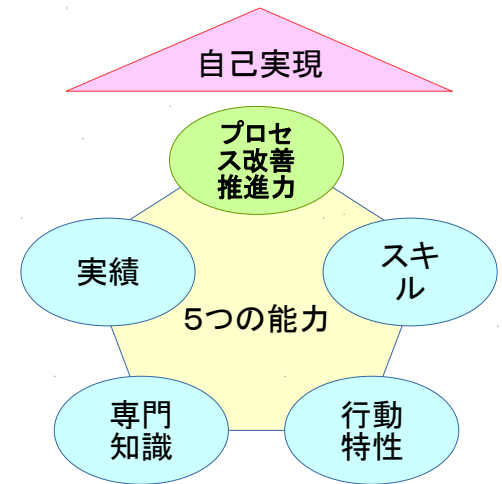 自己実現
プロセ
ス改善
推進力
実績
スキ
ル
5つの能力
専門
知識
行動
特性